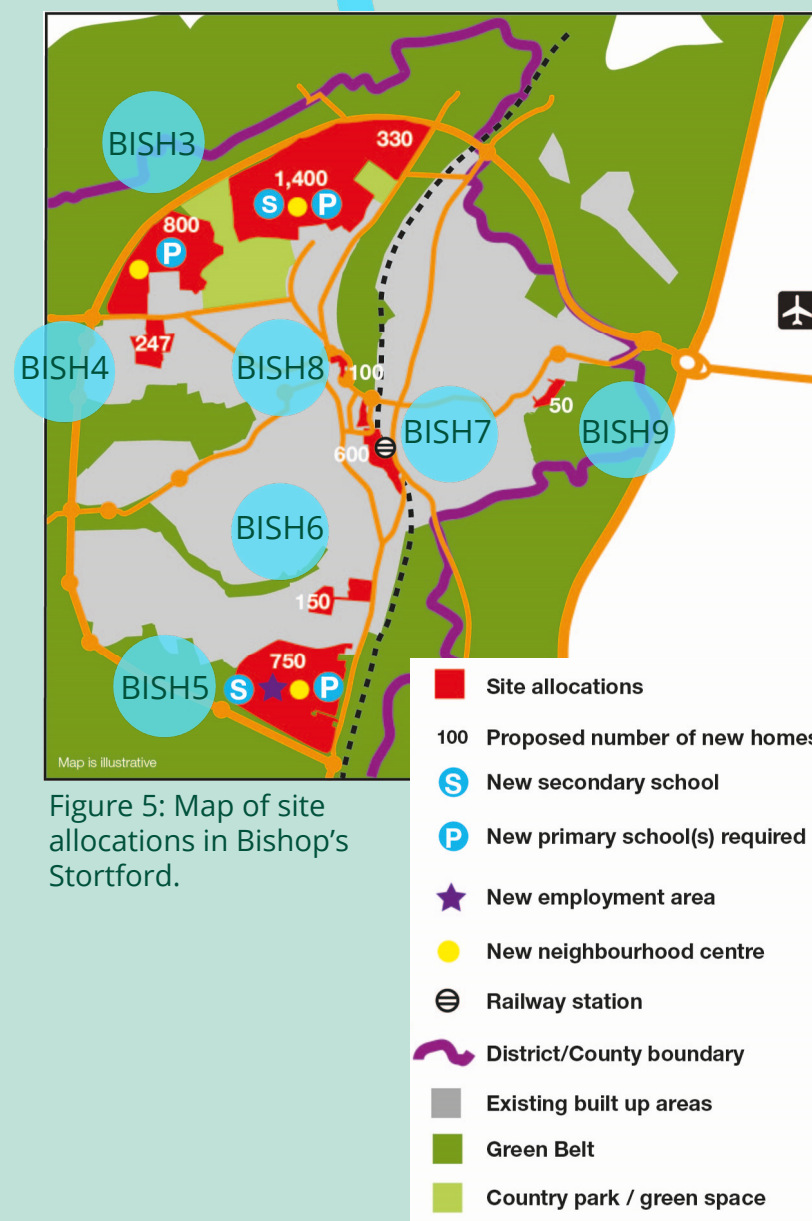 BISH3
330
1,400
S
P
800
P
BISH4
247
BISH8
100
BISH7
50
BISH9
600
BISH6
150
BISH5
750
S
P
Map is illustrative
Site allocations
100 Proposed number of new homes
S New secondary school
P New primary school(s) required
New employment area
New neighbourhood centre
Railway station
District/County boundary
Existing built up areas
Green Belt
Country park / green space
Figure 5: Map of site
allocations in Bishop's
Stortford.